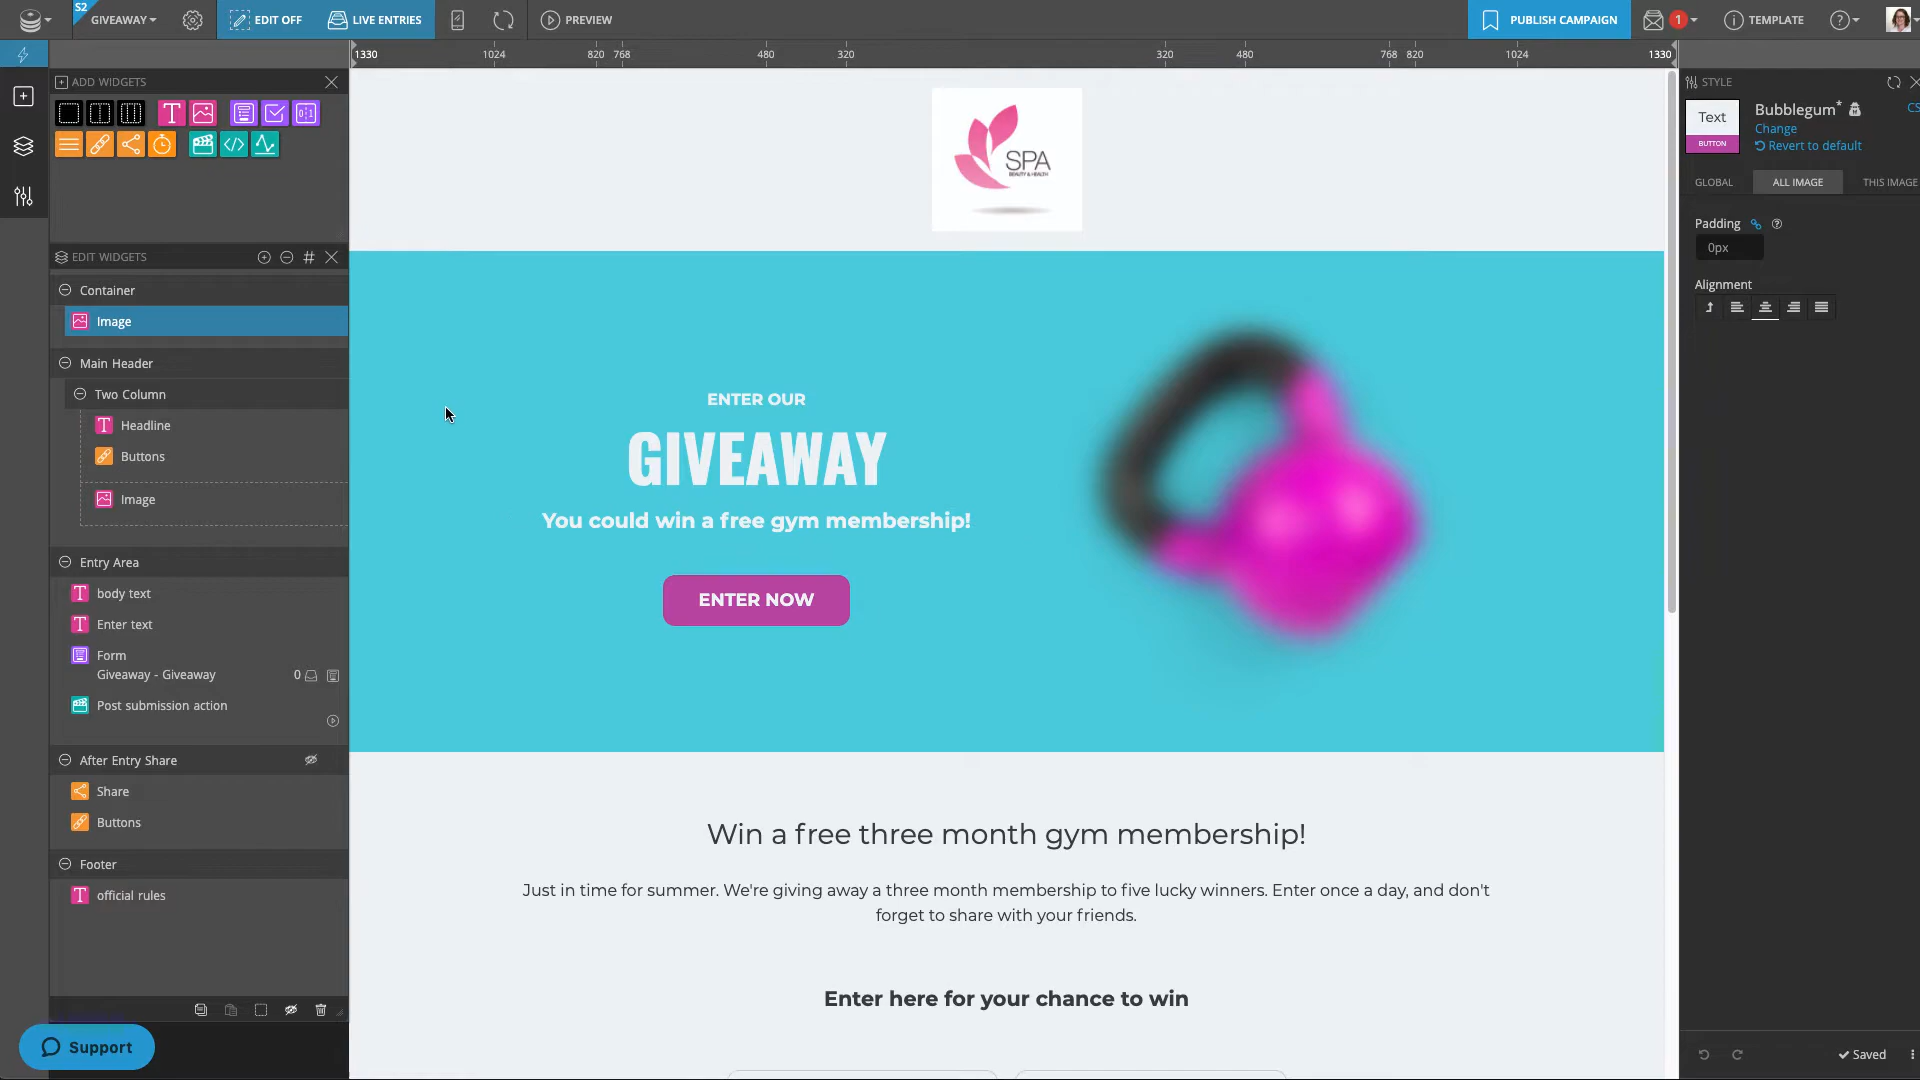 S2
GIVEAWAY
EDIT OFF
LIVE ENTRIES
PREVIEW
PUBLISH CAMPAIGN
1
TEMPLATE
1330 1024 820 768 480 320 320 480 768 820 1024 1330
ADD WIDGETS
EDIT WIDGETS
Container
Image
Main Header
Two Column
Headline
Buttons
Image
Entry Area
body text
Enter text
Form
Giveaway - Giveaway 0
Post submission action
After Entry Share
Share
Buttons
Footer
official rules
Support
SPA
BEAUTY & HEALTH
ENTER OUR
GIVEAWAY
You could win a free gym membership!
ENTER NOW
Win a free three month gym membership!
Just in time for summer. We're giving away a three month membership to five lucky winners. Enter once a day, and don't
forget to share with your friends.
Enter here for your chance to win
STYLE
Text
BUTTON
Bubblegum*
CS
Change
Revert to default
GLOBAL
ALL IMAGE
THIS IMAGE
Padding
0px
Alignment
Saved